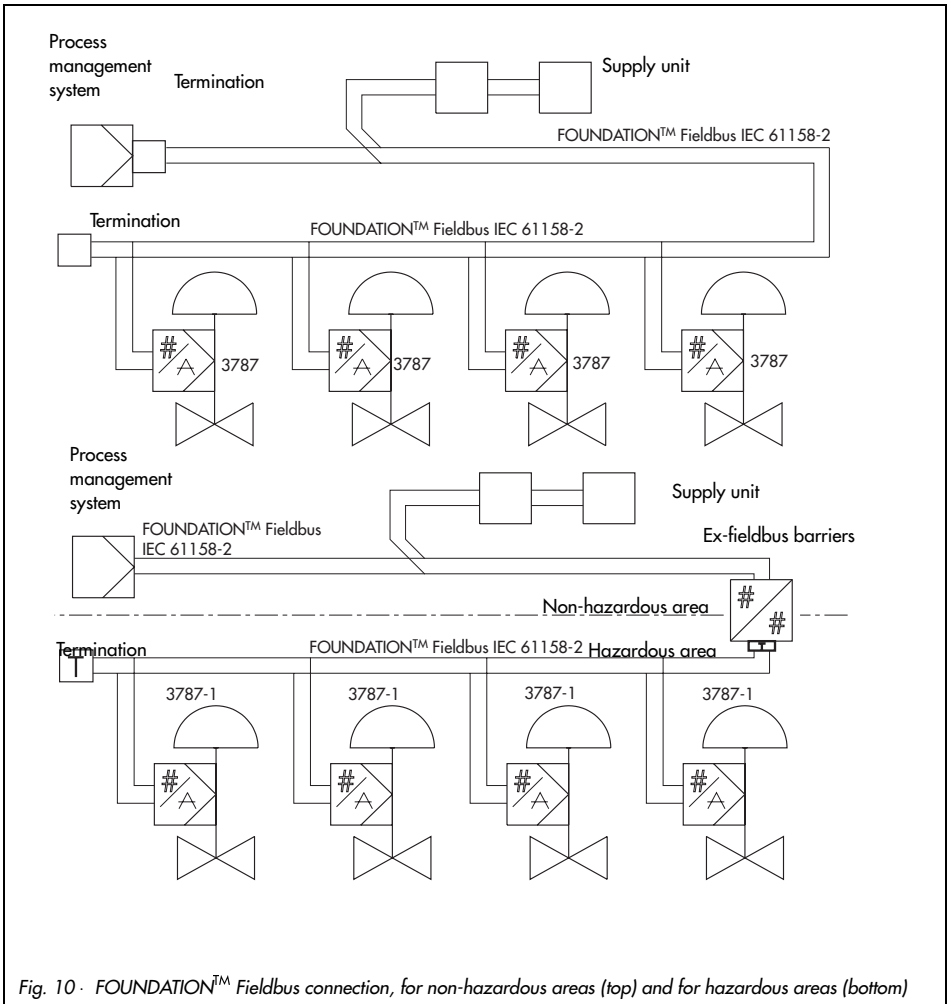 Process
management
system
Termination
Supply unit
FOUNDATION™ Fieldbus IEC 61158-2
Termination
FOUNDATION™ Fieldbus IEC 61158-2
#
A
3787
#
A
3787
#
A
3787
#
A
3787
Process
management
system
Supply unit
FOUNDATION™ Fieldbus
IEC 61158-2
Ex-fieldbus barriers
#
#
Non-hazardous area
T
Termination
T
FOUNDATION™ Fieldbus IEC 61158-2
Hazardous area
3787-1
3787-1
3787-1
3787-1
#
A
#
A
#
A
#
A
Fig. 10 · FOUNDATION™ Fieldbus connection, for non-hazardous areas (top) and for hazardous areas (bottom)